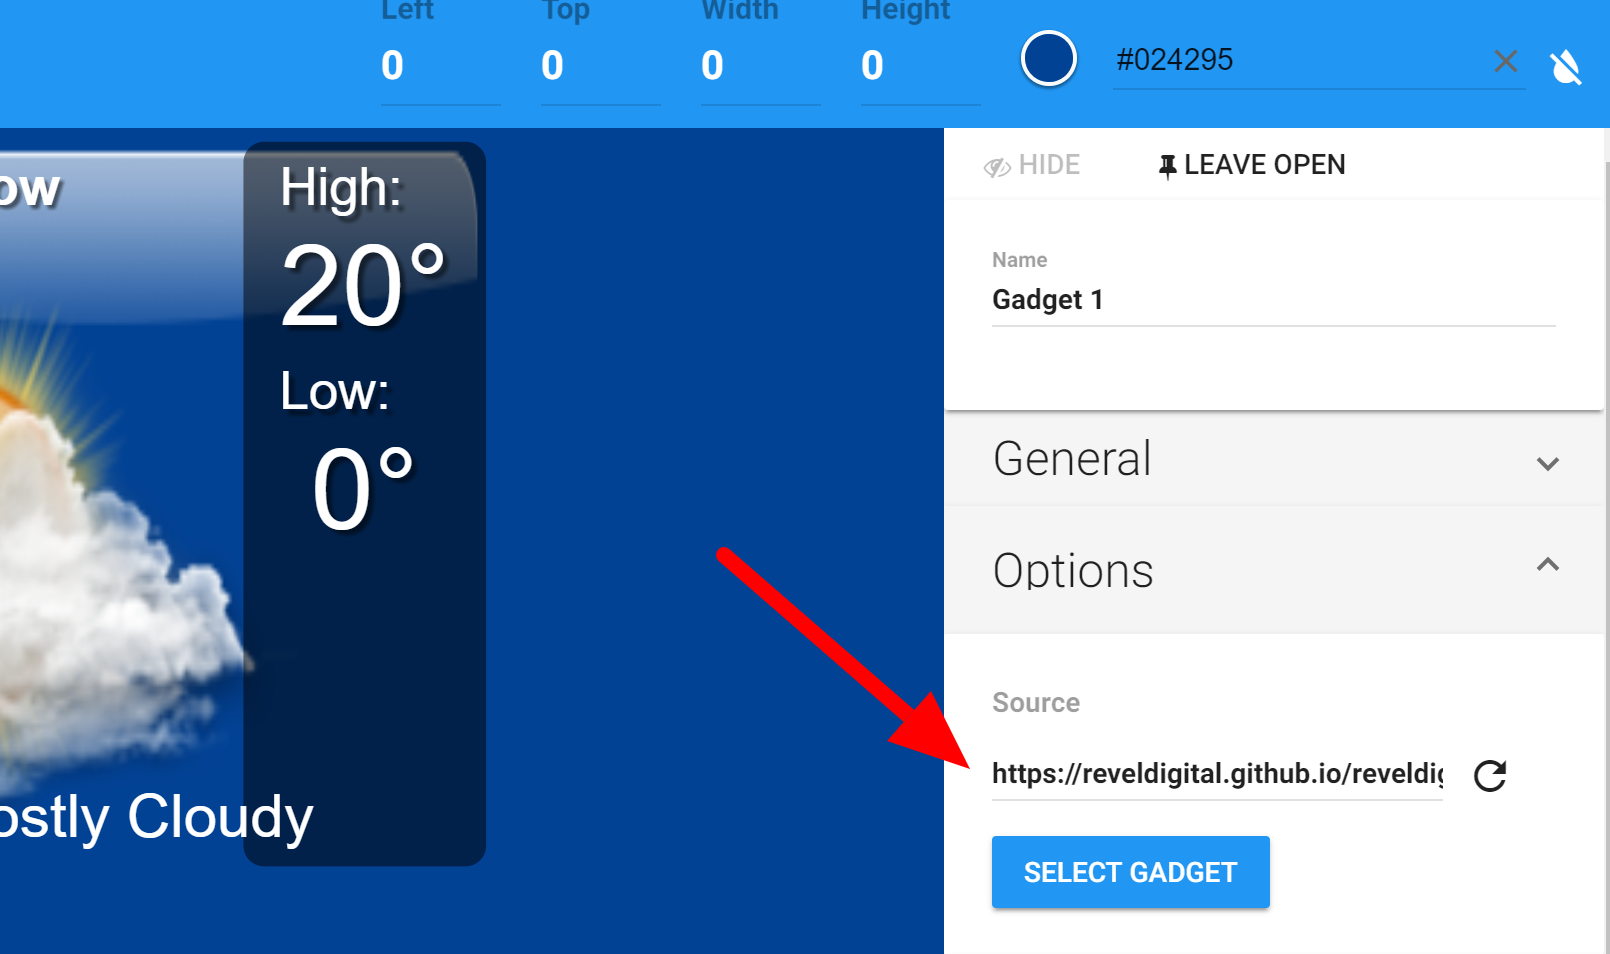 Left Top Width Height
0 0 0 0 #024295
HIDE LEAVE OPEN
ow
High:
20°
Low:
0°
ostly Cloudy
Name
Gadget 1
General
Options
Source
https://reveldigital.github.io/reveldig
SELECT GADGET